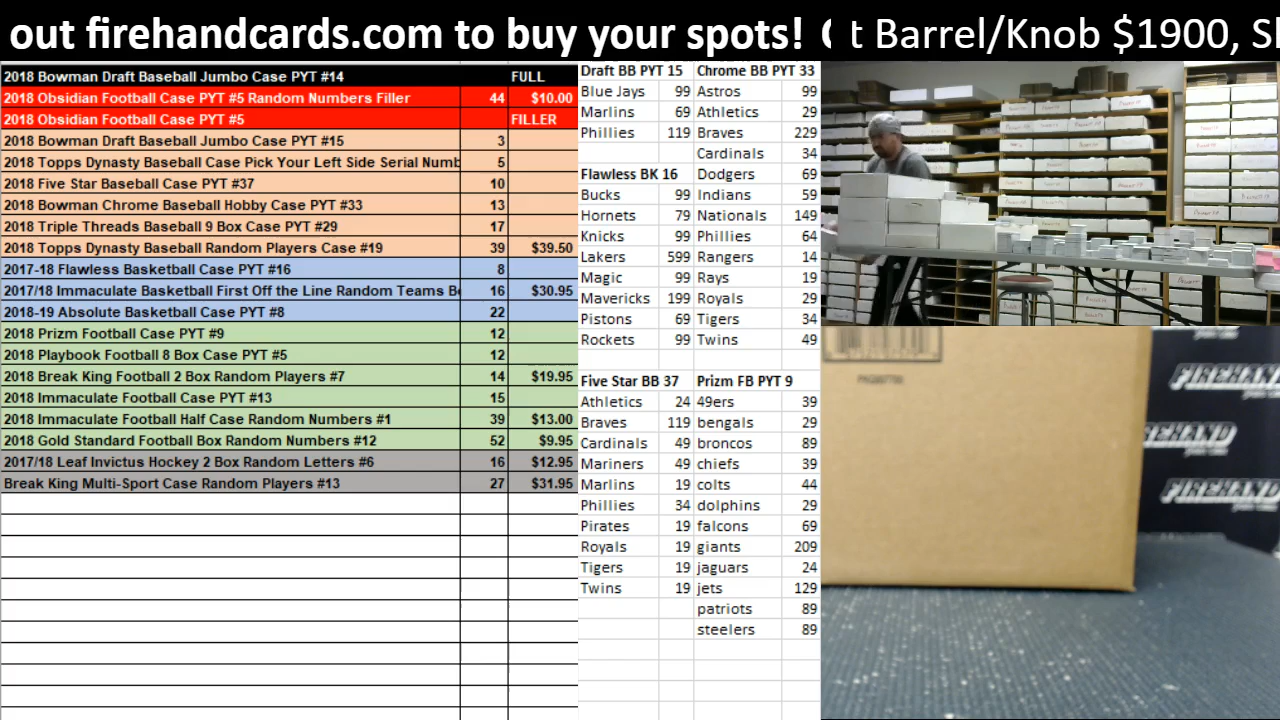 out firehandcards.com to buy your spots!
t Barrel/Knob $1900, S
2018 Bowman Draft Baseball Jumbo Case PYT #14 FULL
2018 Obsidian Football Case PYT #5 Random Numbers Filler 44 $10.00
2018 Obsidian Football Case PYT #5 FILLER
2018 Bowman Draft Baseball Jumbo Case PYT #15 3
2018 Topps Dynasty Baseball Case Pick Your Left Side Serial Numb 5
2018 Five Star Baseball Case PYT #37 10
2018 Bowman Chrome Baseball Hobby Case PYT #33 13
2018 Triple Threads Baseball 9 Box Case PYT #29 17
2018 Topps Dynasty Baseball Random Players Case #19 39 $39.50
2017-18 Flawless Basketball Case PYT #16 8
2017/18 Immaculate Basketball First Off the Line Random Teams Bo 16 $30.95
2018-19 Absolute Basketball Case PYT #8 22
2018 Prizm Football Case PYT #9 12
2018 Playbook Football 8 Box Case PYT #5 12
2018 Break King Football 2 Box Random Players #7 14 $19.95
2018 Immaculate Football Case PYT #13 15
2018 Immaculate Football Half Case Random Numbers #1 39 $13.00
2018 Gold Standard Football Box Random Numbers #12 52 $9.95
2017/18 Leaf Invictus Hockey 2 Box Random Letters #6 16 $12.95
Break King Multi-Sport Case Random Players #13 27 $31.95
Draft BB PYT 15
Blue Jays 99
Marlins 69
Phillies 119
Flawless BK 16
Bucks 99
Hornets 79
Knicks 99
Lakers 599
Magic 99
Mavericks 199
Pistons 69
Rockets 99
Five Star BB 37
Athletics 24
Braves 119
Cardinals 49
Mariners 49
Marlins 19
Phillies 34
Pirates 19
Royals 19
Tigers 19
Twins 19
Chrome BB PYT 33
Astros 99
Athletics 29
Braves 229
Cardinals 34
Dodgers 69
Indians 59
Nationals 149
Phillies 64
Rangers 14
Rays 19
Royals 29
Tigers 34
Twins 49
Prizm FB PYT 9
49ers 39
bengals 29
broncos 89
chiefs 39
colts 44
dolphins 29
falcons 69
giants 209
jaguars 24
jets 129
patriots 89
steelers 89
FIREHAND
FIREHAND
FIREHAND